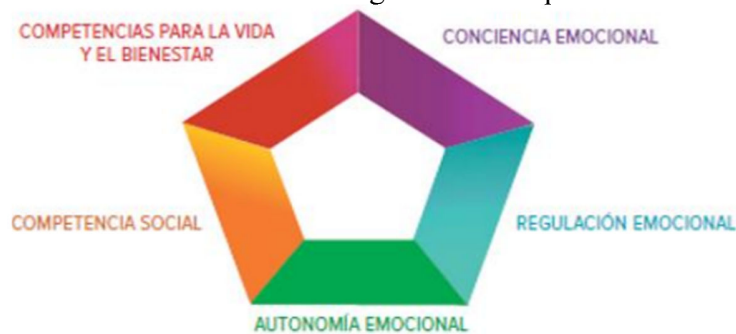 COMPETENCIAS PARA LA VIDA
Y EL BIENESTAR
CONCIENCIA EMOCIONAL
COMPETENCIA SOCIAL
REGULACIÓN EMOCIONAL
AUTONOMÍA EMOCIONAL